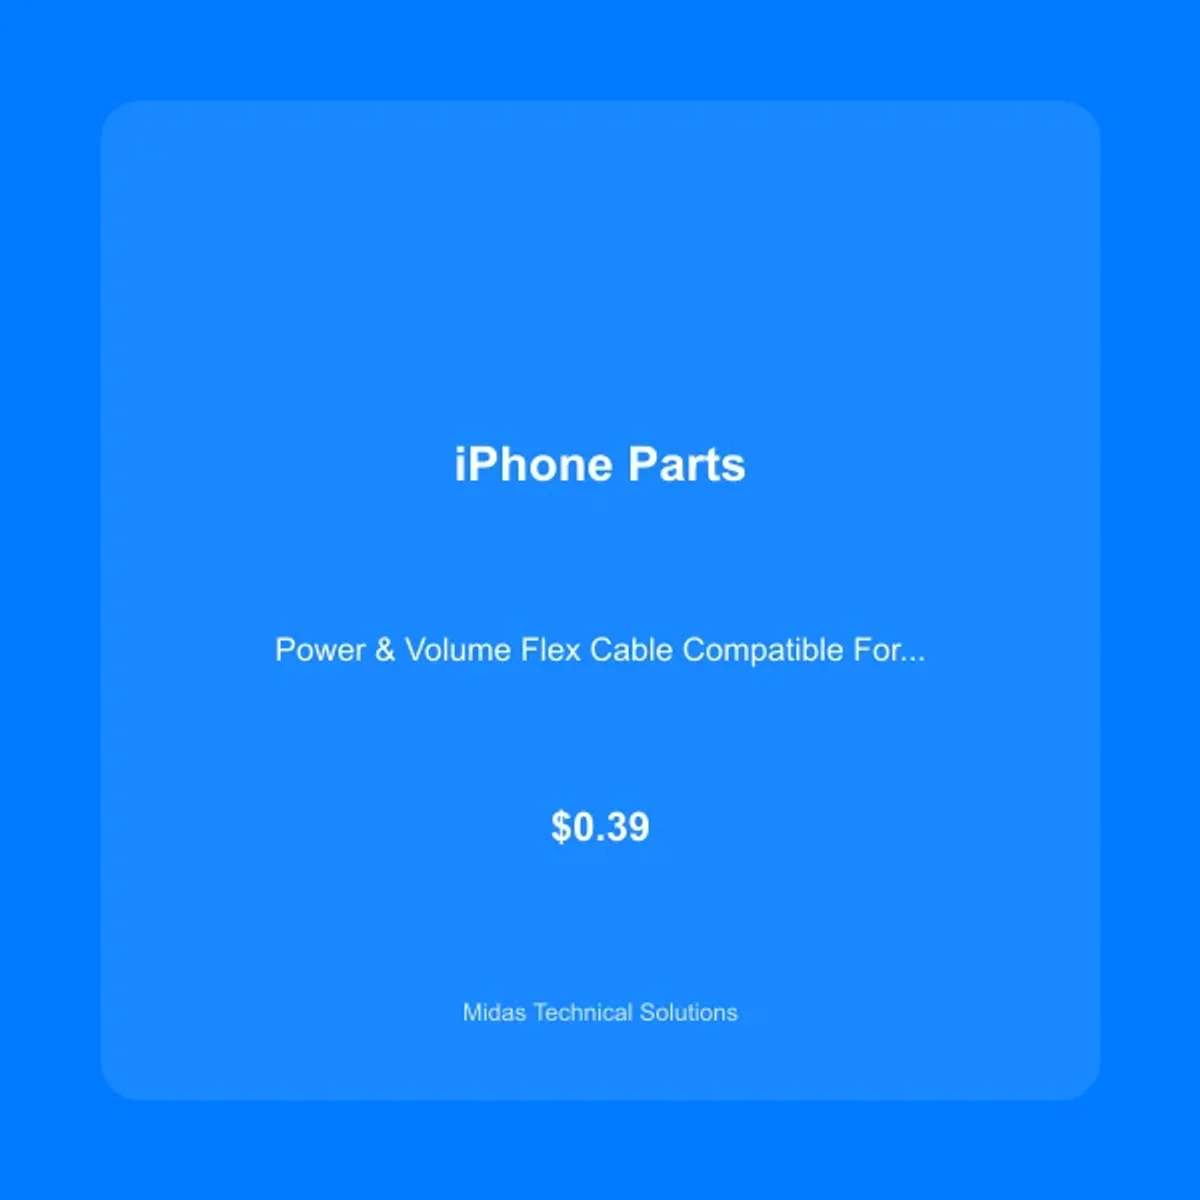 iPhone Parts
Power & Volume Flex Cable Compatible For...
$0.39
Midas Technical Solutions